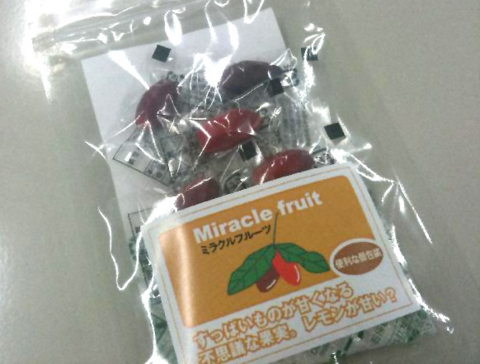 Miracle fruit
ミラクルフルーツ
便利な個包装
すっぱいものが甘くなる
不思議な果実。レモンが甘い?